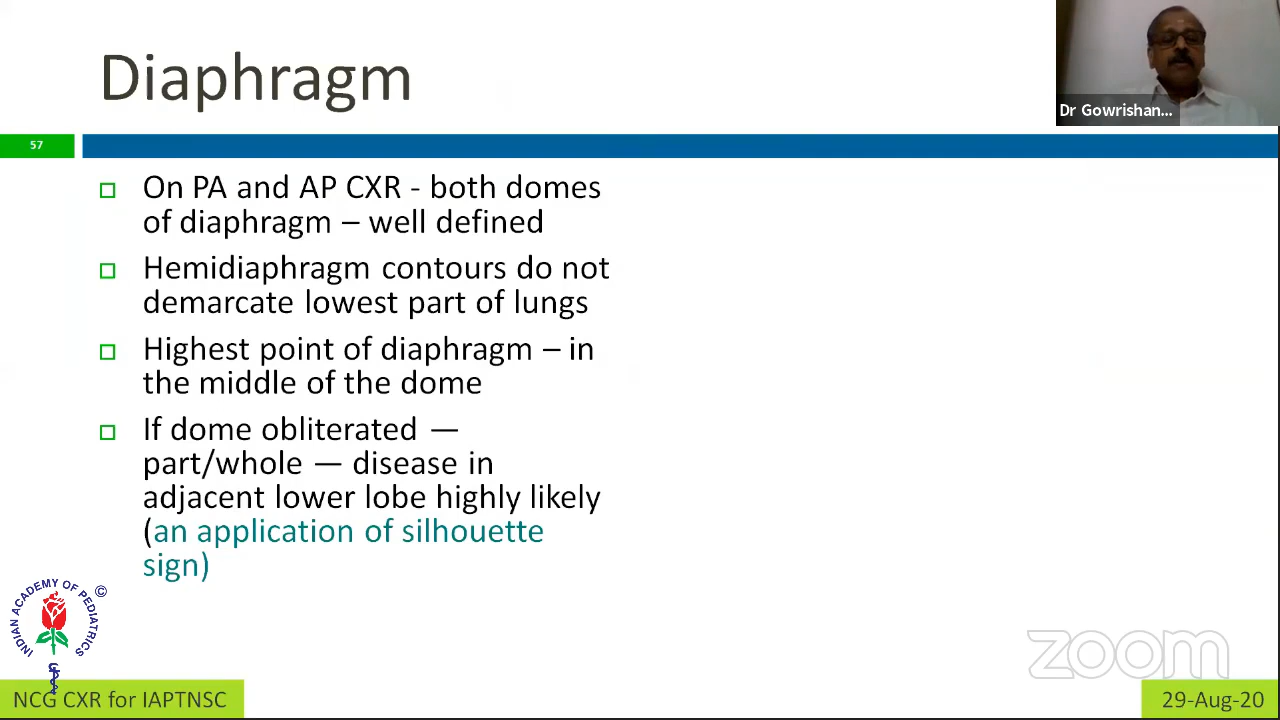 Diaphragm
Dr Gowrishan...
57
□ On PA and AP CXR - both domes
of diaphragm – well defined
□ Hemidiaphragm contours do not
demarcate lowest part of lungs
□ Highest point of diaphragm – in
the middle of the dome
□ If dome obliterated —
part/whole — disease in
adjacent lower lobe highly likely
(an application of silhouette
sign)
INDIAN ACADEMY OF PEDIATRICS ©
zoom
NCG CXR for IAPTNSC
29-Aug-20